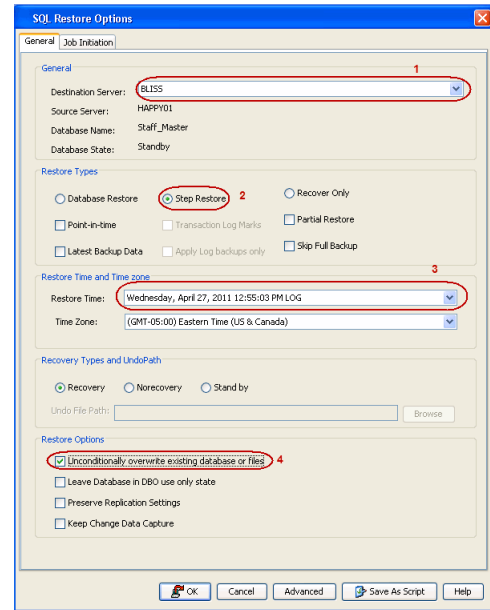 SQL Restore Options
General Job Initiation
General
1
Destination Server: BLISS
Source Server: HAPPY01
Database Name: Staff_Master
Database State: Standby
Restore Types
Database Restore Step Restore 2 Recover Only
Point-in-time Transaction Log Marks Partial Restore
Latest Backup Data Apply Log backups only Skip Full Backup
Restore Time and Time zone
3
Restore Time: Wednesday, April 27, 2011 12:55:03 PM LOG
Time Zone: (GMT-05:00) Eastern Time (US & Canada)
Recovery Types and UndoPath
Recovery Norecovery Stand by
Undo File Path: Browse
Restore Options
Unconditionally overwrite existing database or files 4
Leave Database in DBO use only state
Preserve Replication Settings
Keep Change Data Capture
OK Cancel Advanced Save As Script Help